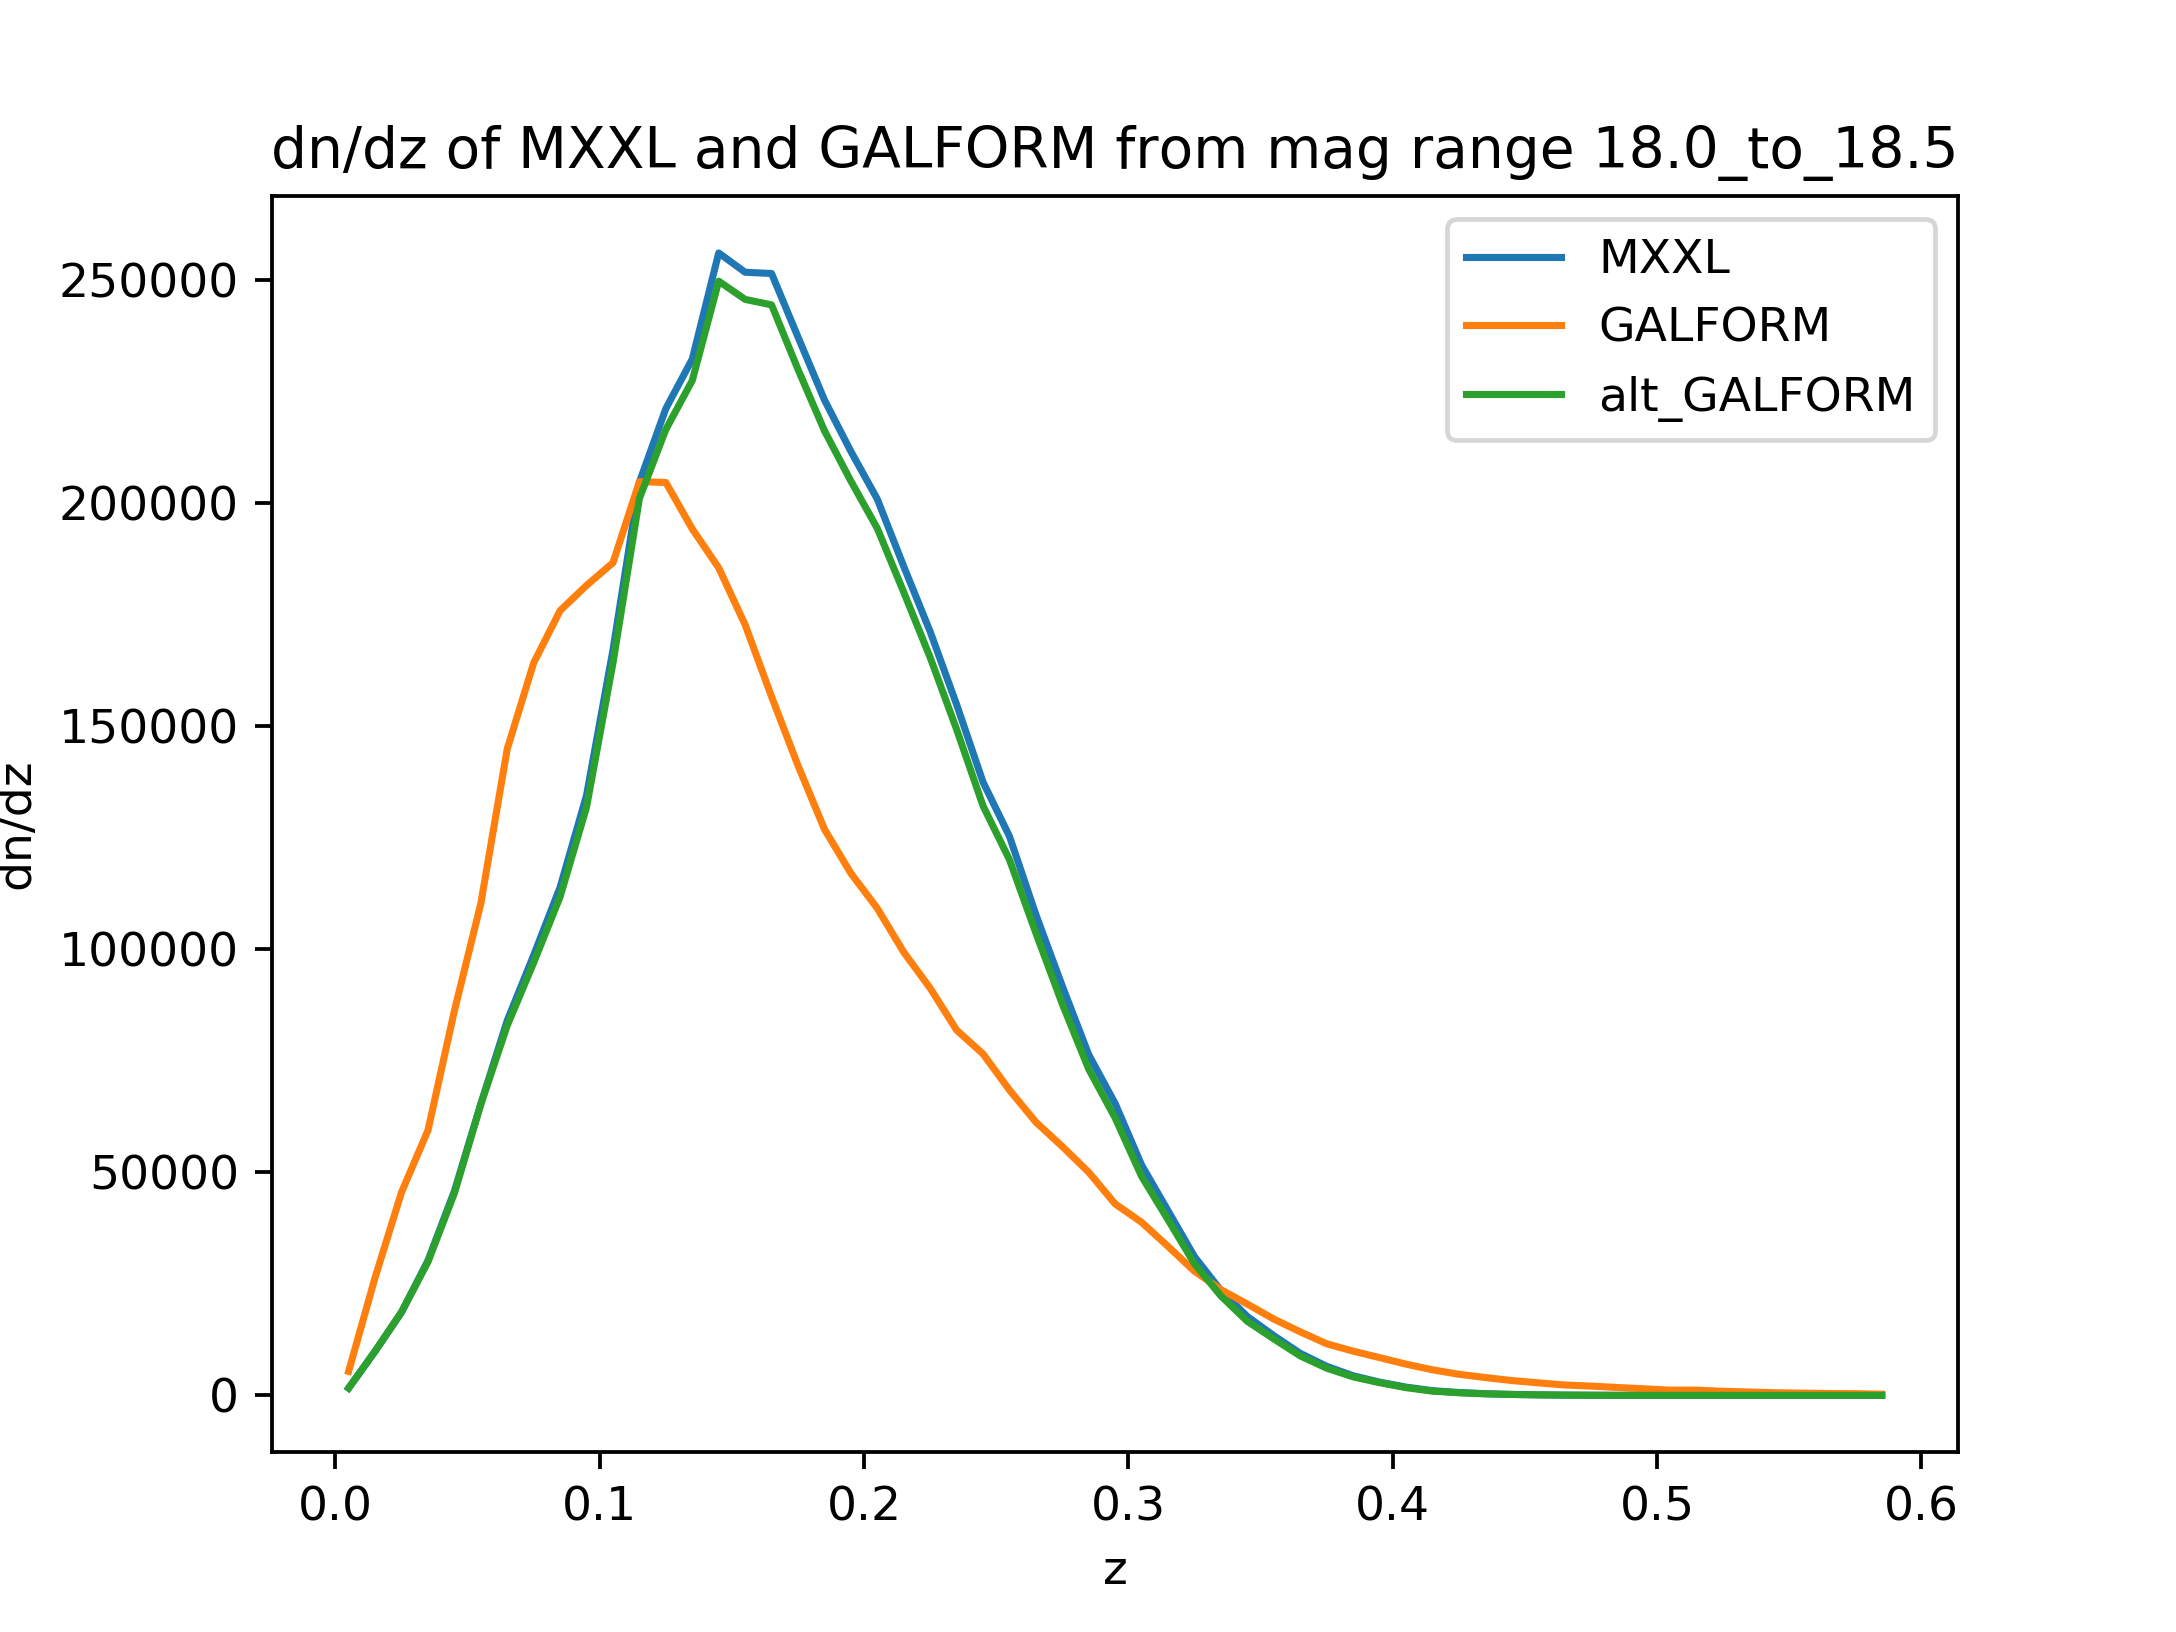 dn/dz of MXXL and GALFORM from mag range 18.0_to_18.5
MXXL
GALFORM
alt_GALFORM
250000
200000
150000
100000
50000
0
dn/dz
0.0 0.1 0.2 0.3 0.4 0.5 0.6
z